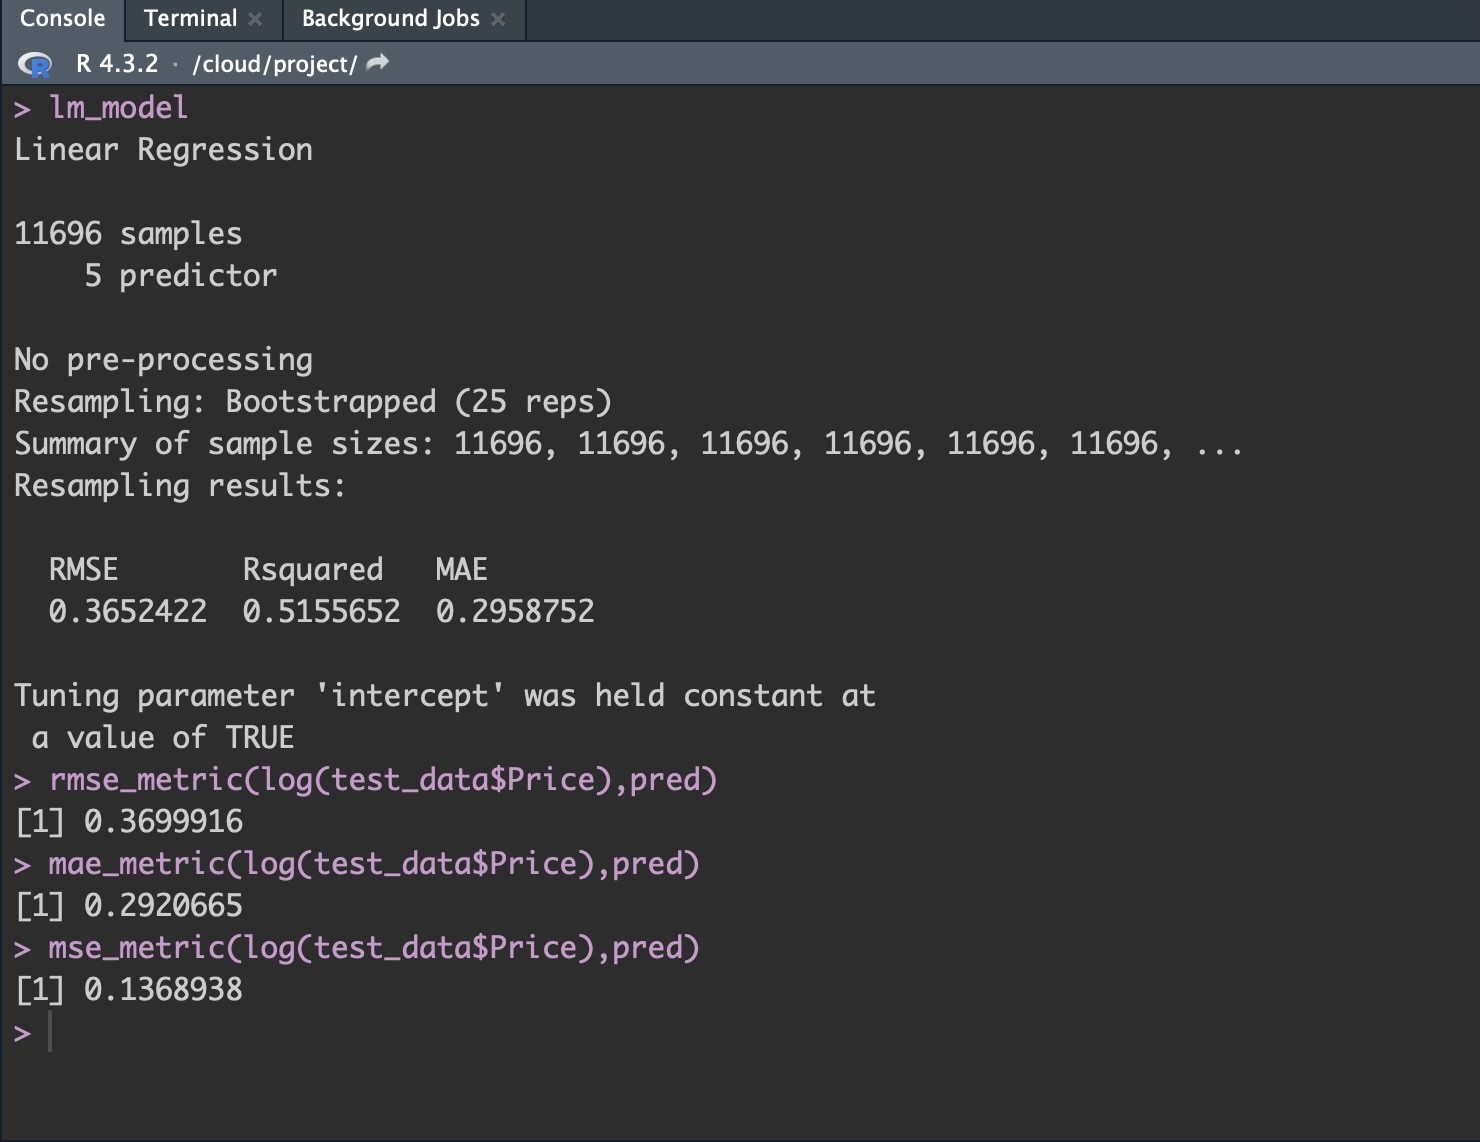 Console Terminal × Background Jobs ×
R R 4.3.2 · /cloud/project/
> lm_model
Linear Regression
11696 samples
5 predictor
No pre-processing
Resampling: Bootstrapped (25 reps)
Summary of sample sizes: 11696, 11696, 11696, 11696, 11696, 11696, ...
Resampling results:
RMSE Rsquared MAE
0.3652422 0.5155652 0.2958752
Tuning parameter 'intercept' was held constant at
a value of TRUE
> rmse_metric(log(test_data$Price),pred)
[1] 0.3699916
> mae_metric(log(test_data$Price),pred)
[1] 0.2920665
> mse_metric(log(test_data$Price),pred)
[1] 0.1368938
>